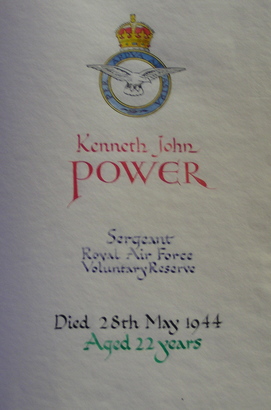 Kenneth John
POWER
Sergeant
Royal Air Force
Voluntary Reserve
Died 28th May 1944
Aged 22 years